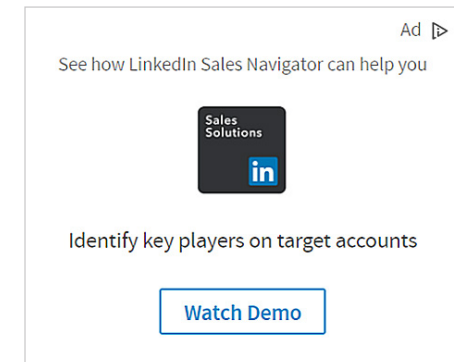 Ad
See how LinkedIn Sales Navigator can help you
Sales
Solutions
in
Identify key players on target accounts
Watch Demo